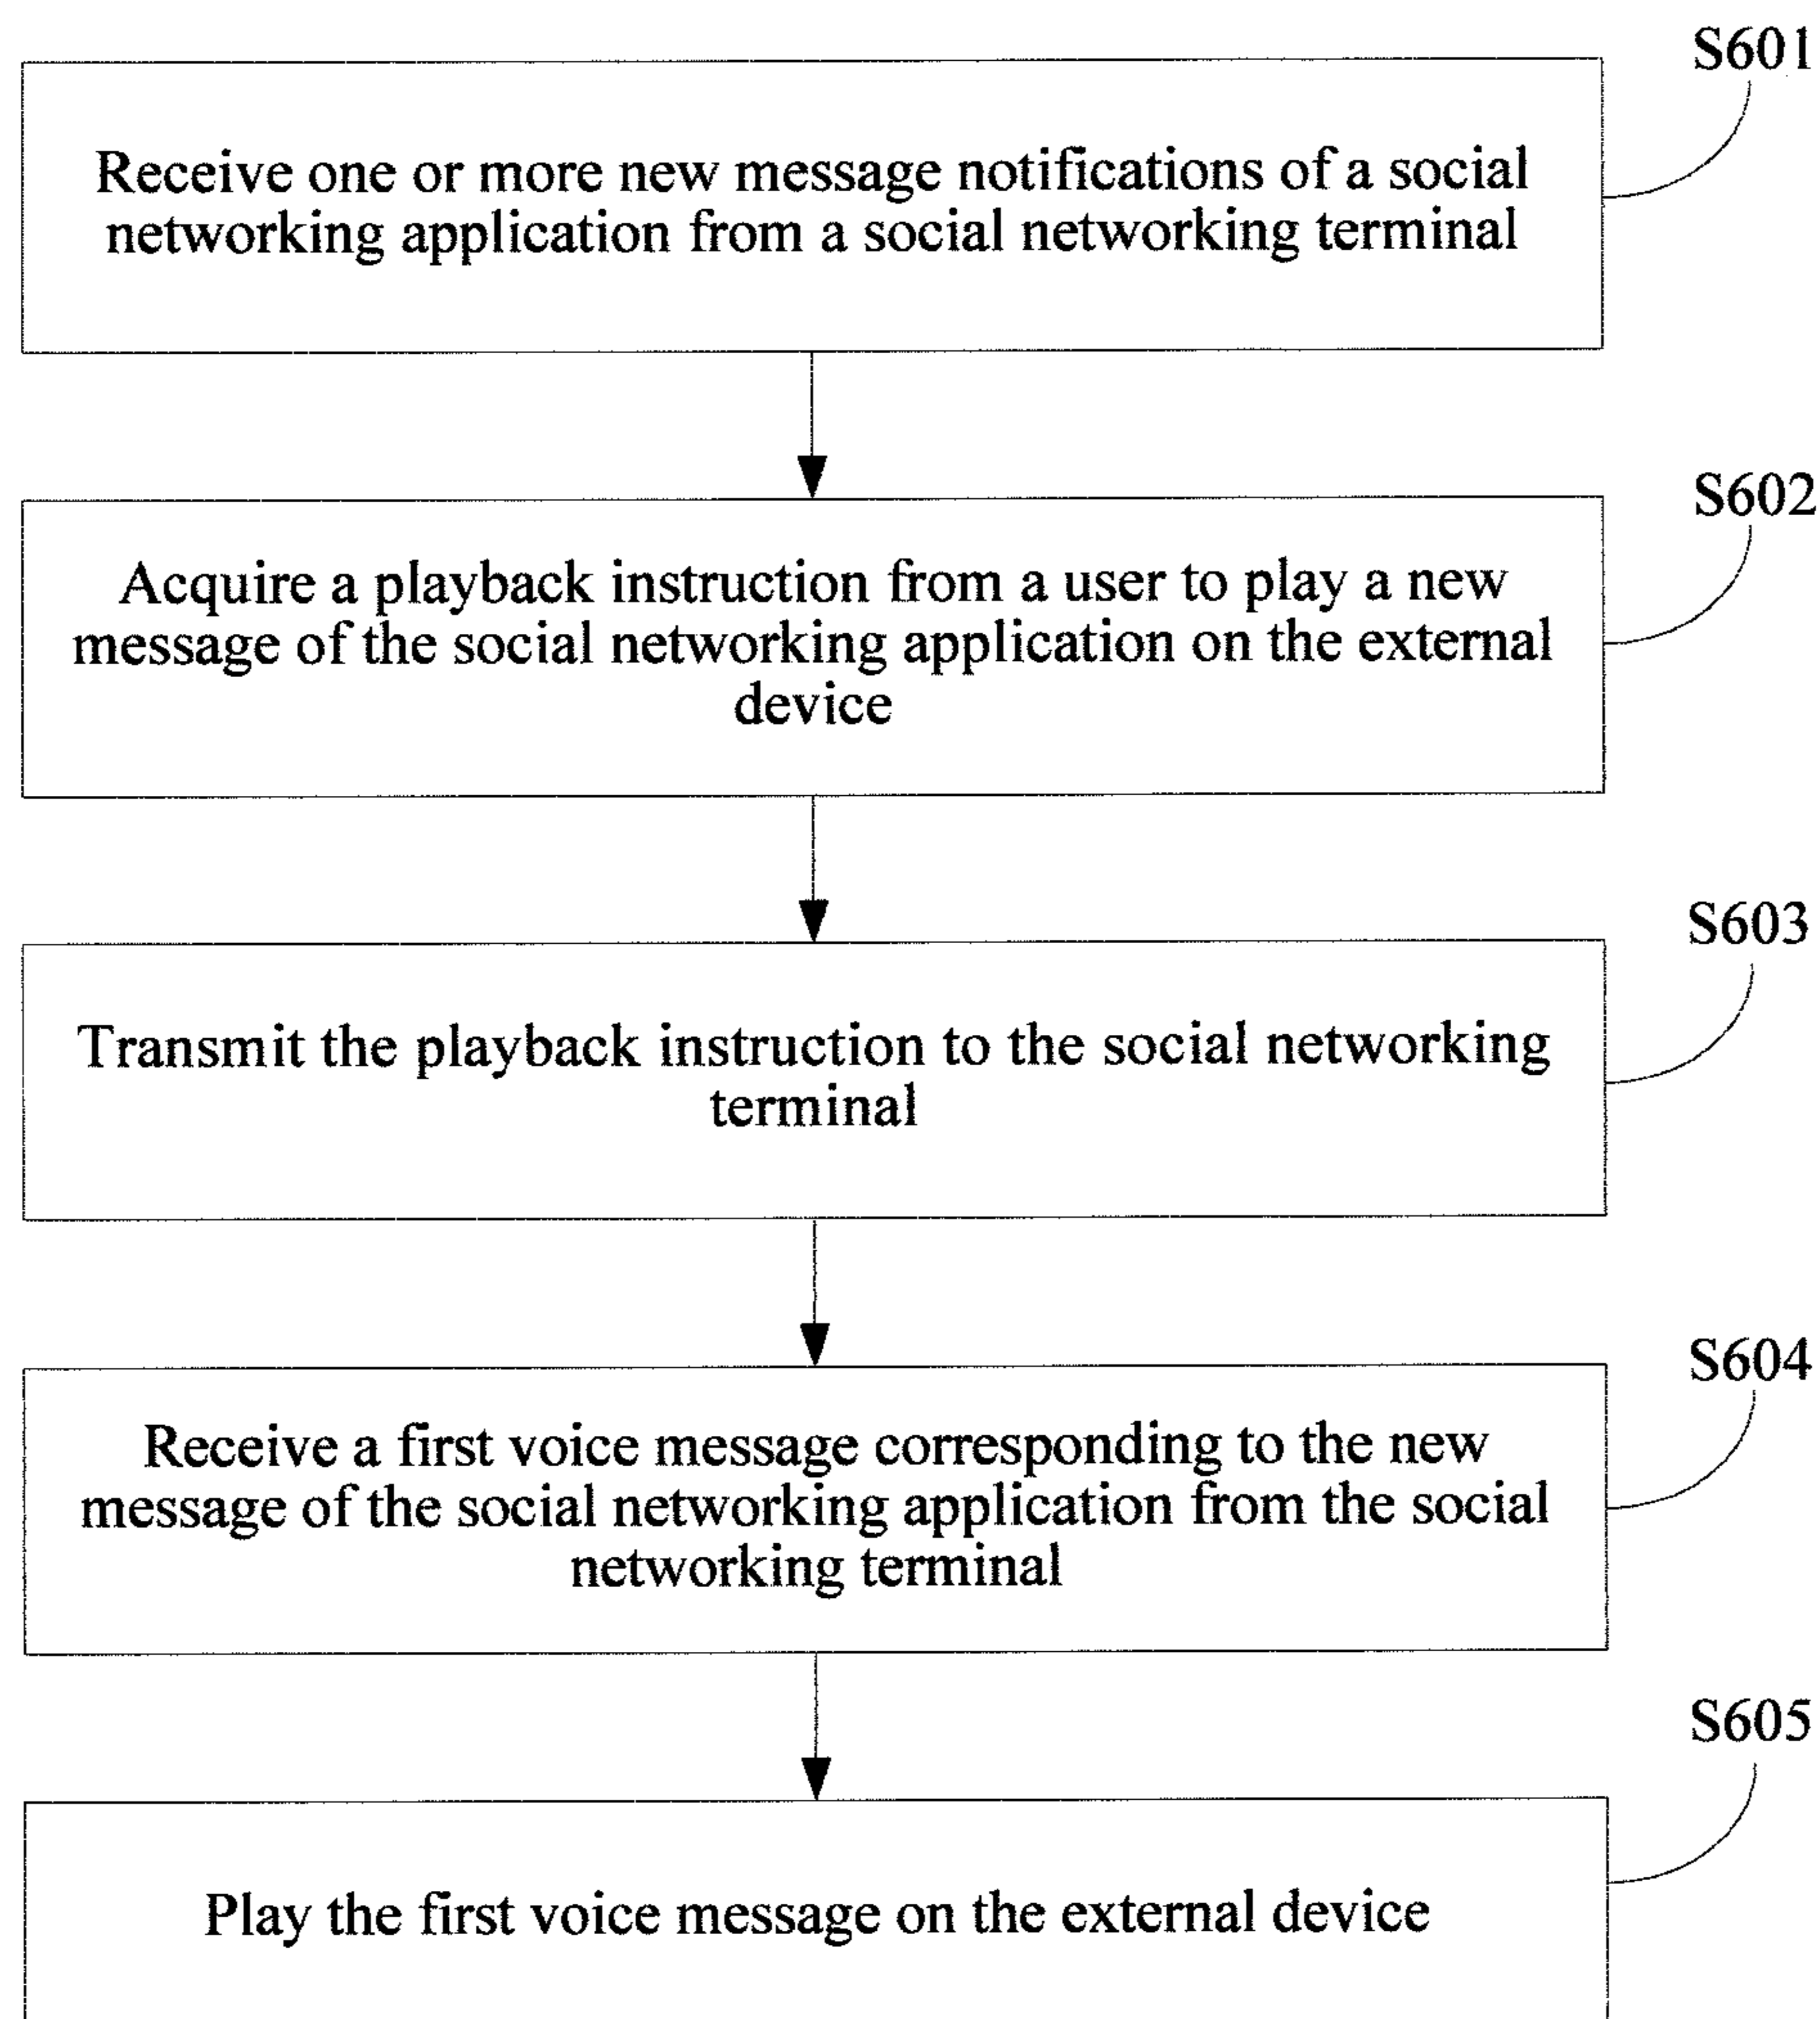 S601
Receive one or more new message notifications of a social
networking application from a social networking terminal
S602
Acquire a playback instruction from a user to play a new
message of the social networking application on the external
device
S603
Transmit the playback instruction to the social networking
terminal
S604
Receive a first voice message corresponding to the new
message of the social networking application from the social
networking terminal
S605
Play the first voice message on the external device